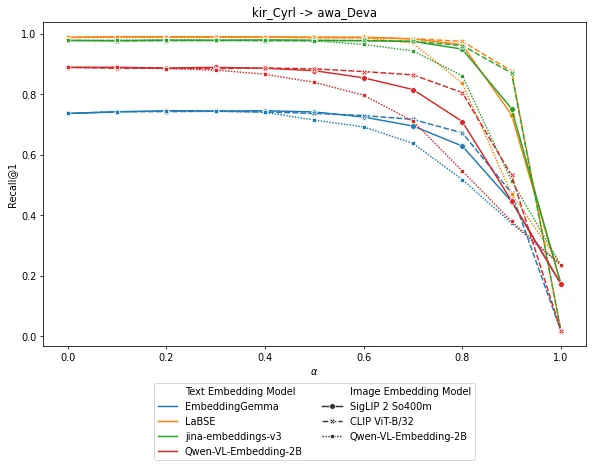 kir_Cyrl -> awa_Deva
Recall@1
1.0
0.8
0.6
0.4
0.2
0.0
0.0 0.2 0.4 0.6 0.8 1.0
α
Text Embedding Model Image Embedding Model
EmbeddingGemma SigLIP 2 So400m
LaBSE CLIP ViT-B/32
jina-embeddings-v3 Qwen-VL-Embedding-2B
Qwen-VL-Embedding-2B